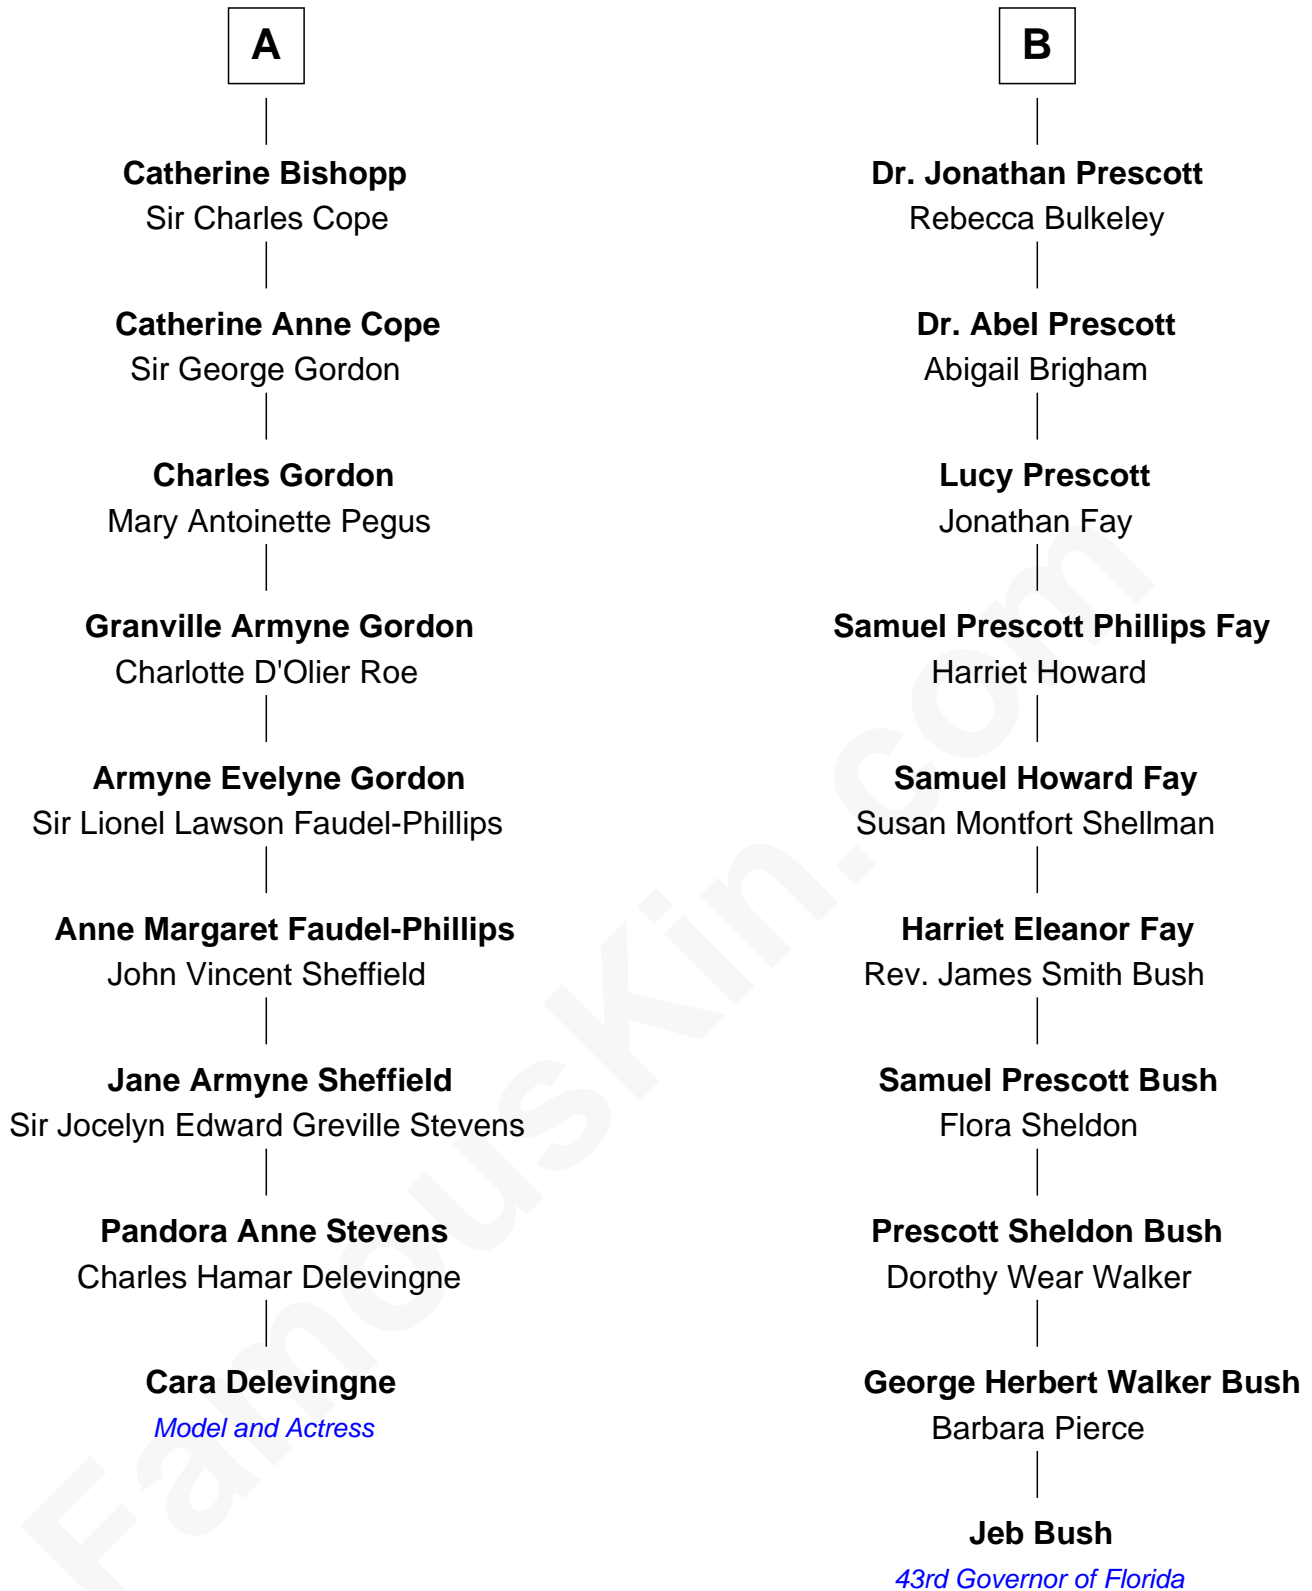 A
Catherine Bishopp
Sir Charles Cope
Catherine Anne Cope
Sir George Gordon
Charles Gordon
Mary Antoinette Pegus
Granville Armyne Gordon
Charlotte D'Olier Roe
Armyne Evelyne Gordon
Sir Lionel Lawson Faudel-Phillips
Anne Margaret Faudel-Phillips
John Vincent Sheffield
Jane Armyne Sheffield
Sir Jocelyn Edward Greville Stevens
Pandora Anne Stevens
Charles Hamar Delevingne
Cara Delevingne
Model and Actress
B
Dr. Jonathan Prescott
Rebecca Bulkeley
Dr. Abel Prescott
Abigail Brigham
Lucy Prescott
Jonathan Fay
Samuel Prescott Phillips Fay
Harriet Howard
Samuel Howard Fay
Susan Montfort Shellman
Harriet Eleanor Fay
Rev. James Smith Bush
Samuel Prescott Bush
Flora Sheldon
Prescott Sheldon Bush
Dorothy Wear Walker
George Herbert Walker Bush
Barbara Pierce
Jeb Bush
43rd Governor of Florida
FamousKin.com